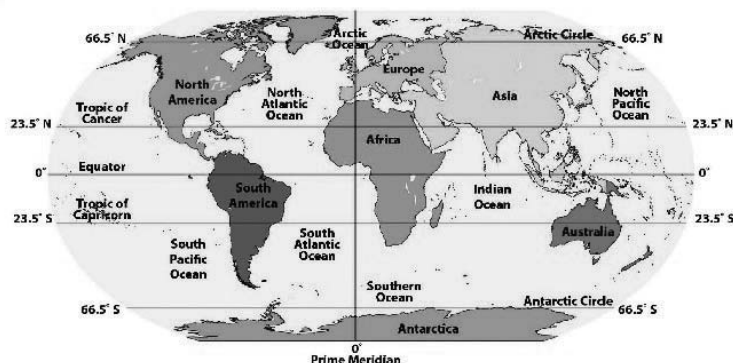 66.5° N
Arctic
Ocean
Arctic Circle
66.5° N
Europe
North
America
North
Atlantic
Ocean
Asia
North
Pacific
Ocean
Tropic of
Cancer
23.5° N
23.5° N
Africa
Equator
0°
0°
South
America
Indian
Ocean
Tropic of
Capricorn
23.5° S
23.5° S
Australia
South
Pacific
Ocean
South
Atlantic
Ocean
Southern
Ocean
66.5° S
Antarctic Circle
66.5° S
Antarctica
0°
Prime Meridian